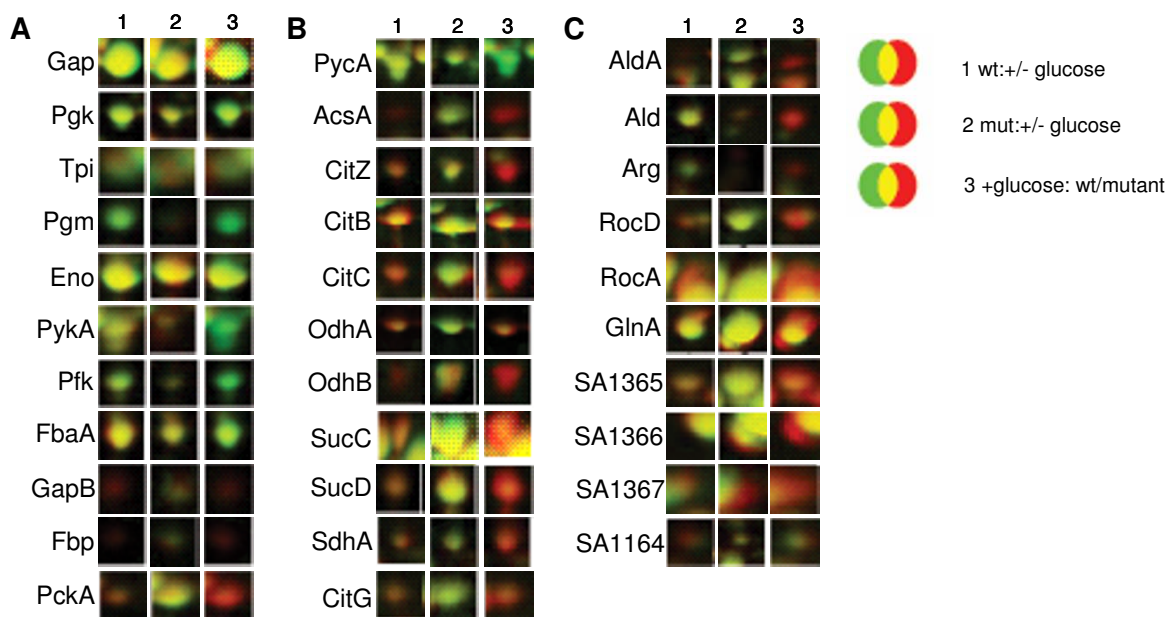 A 1 2 3
Gap
Pgk
Tpi
Pgm
Eno
PykA
Pfk
FbaA
GapB
Fbp
PckA
B 1 2 3
PycA
AcsA
CitZ
CitB
CitC
OdhA
OdhB
SucC
SucD
SdhA
CitG
C 1 2 3
AldA
Ald
Arg
RocD
RocA
GlnA
SA1365
SA1366
SA1367
SA1164
1 wt:+/- glucose
2 mut:+/- glucose
3 +glucose: wt/mutant